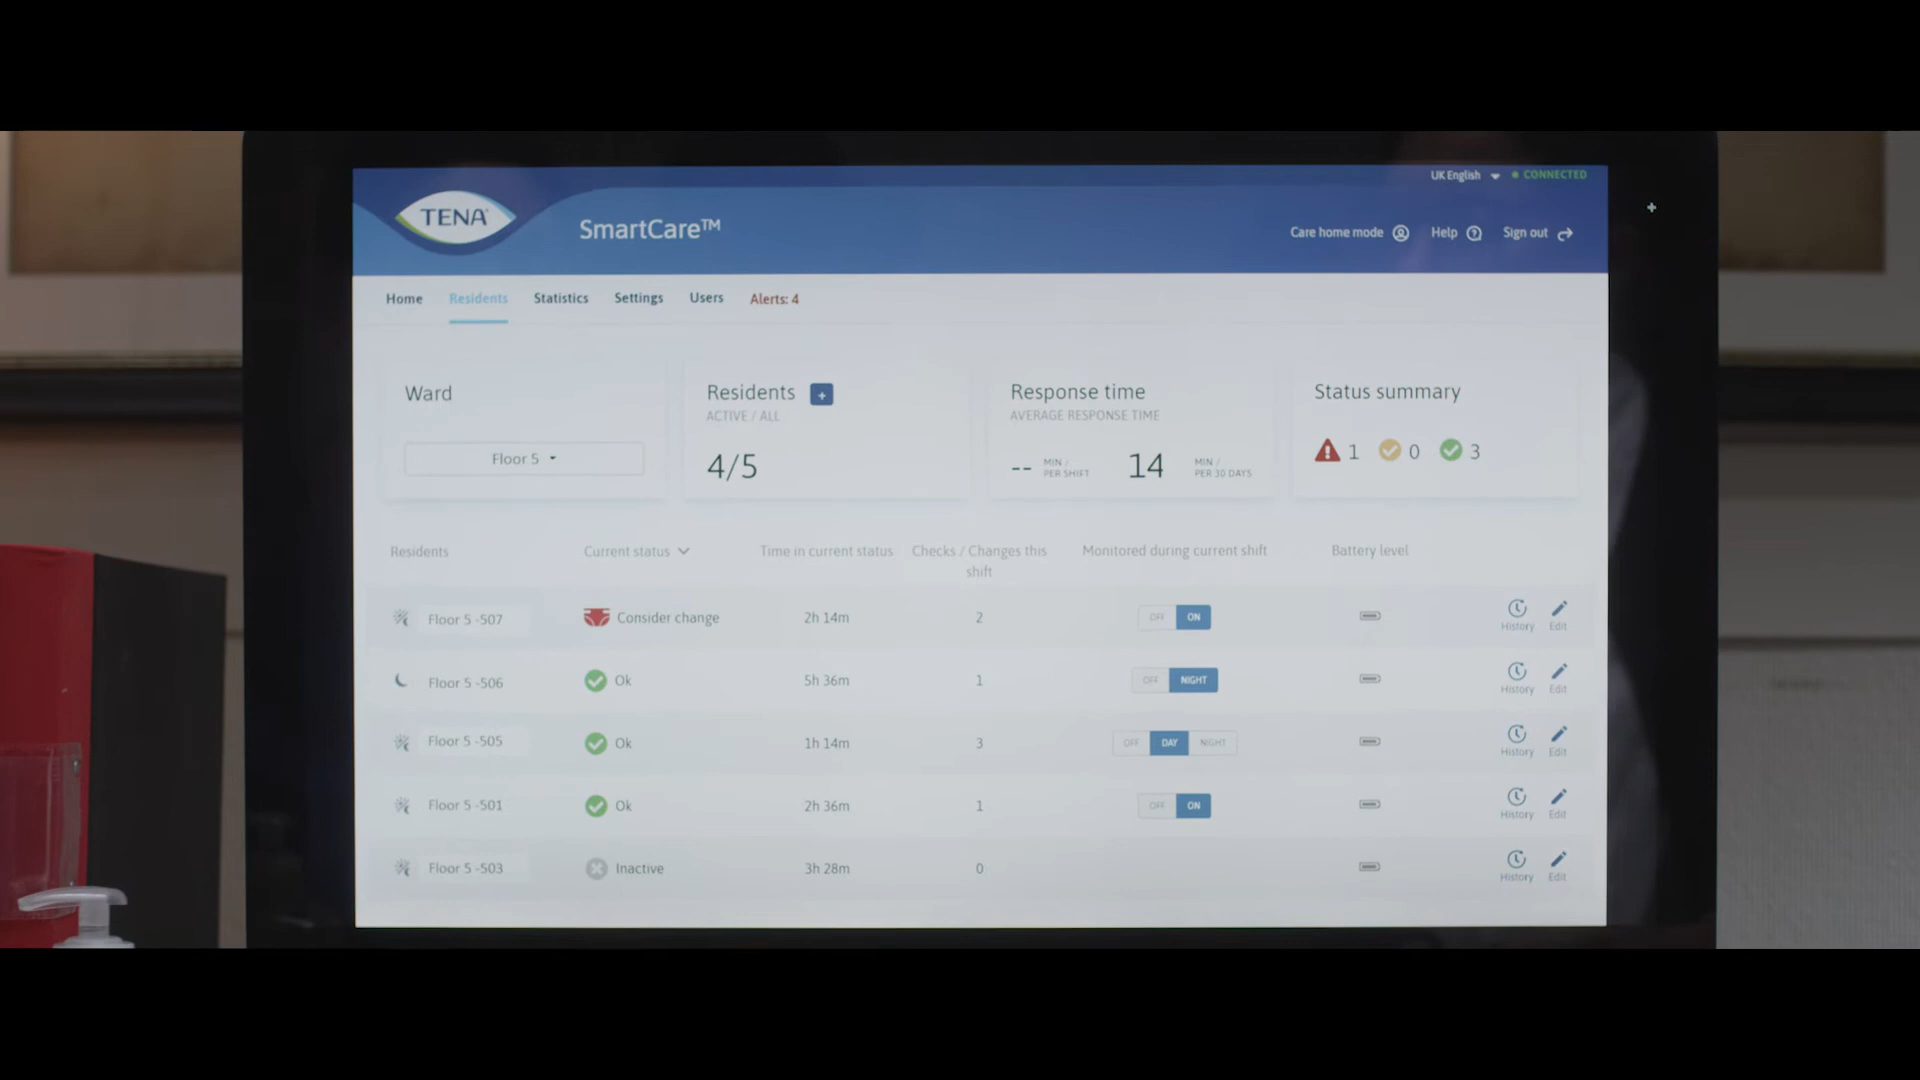 UK English CONNECTED
TENA
SmartCare™
Care home mode Help Sign out
Home Residents Statistics Settings Users Alerts: 4
Ward
Floor 5
Residents +
ACTIVE / ALL
4/5
Response time
AVERAGE RESPONSE TIME
-- MIN / PER SHIFT 14 MIN / PER 30 DAYS
Status summary
1 0 3
Residents Current status Time in current status Checks / Changes this shift Monitored during current shift Battery level
Floor 5 -507 Consider change 2h 14m 2 OFF ON History Edit
Floor 5 -506 Ok 5h 36m 1 OFF NIGHT History Edit
Floor 5 -505 Ok 1h 14m 3 OFF DAY NIGHT History Edit
Floor 5 -501 Ok 2h 36m 1 OFF ON History Edit
Floor 5 -503 Inactive 3h 28m 0 History Edit